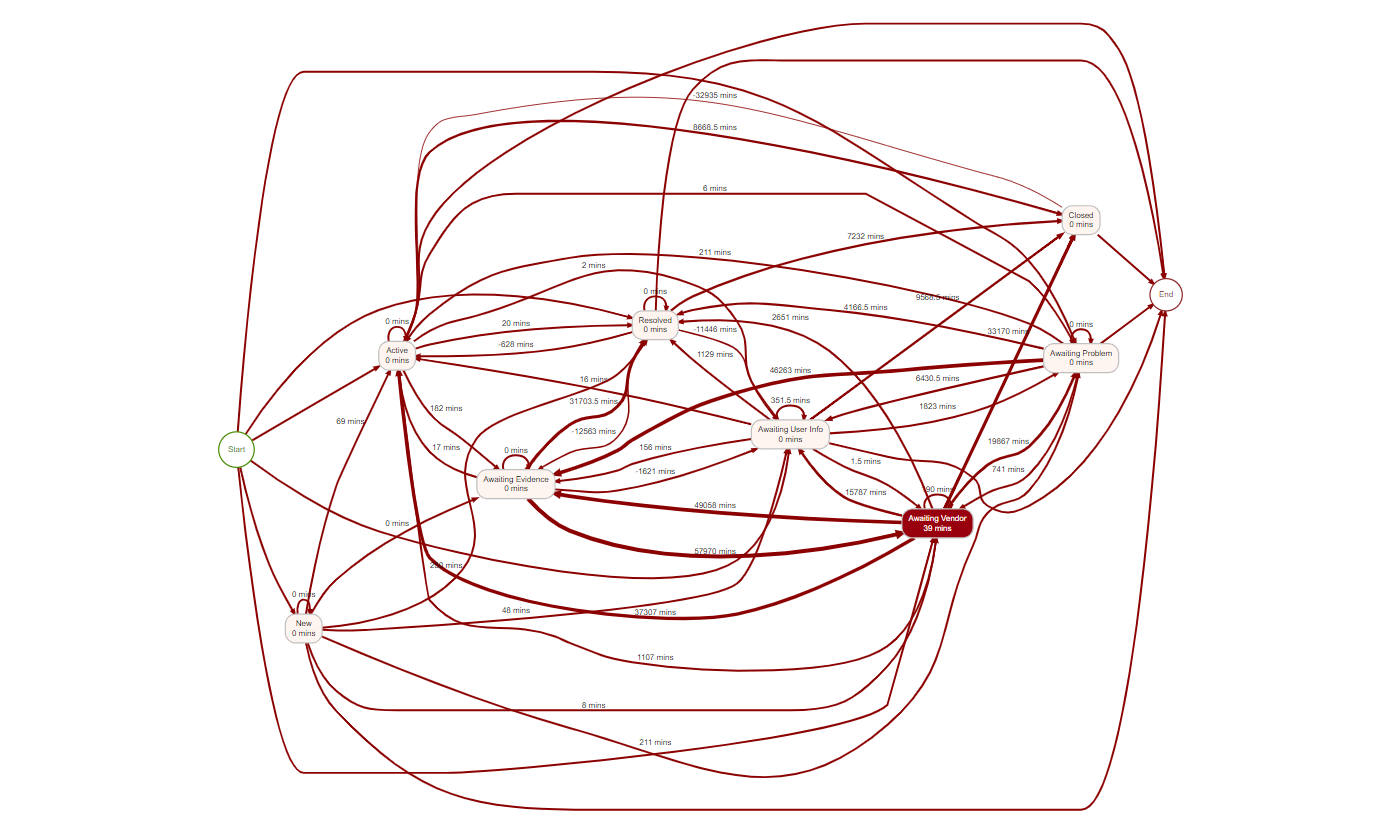 -32935 mins
8668.5 mins
6 mins
Closed
0 mins
7232 mins
211 mins
2 mins
0 mins
End
9568.5 mins
4166.5 mins
2651 mins
Resolved
0 mins
0 mins
20 mins
-11446 mins
33170 mins
0 mins
-628 mins
Active
0 mins
1129 mins
Awaiting Problem
0 mins
46263 mins
16 mins
6430.5 mins
31703.5 mins
351.5 mins
182 mins
1823 mins
69 mins
-12563 mins
Awaiting User Info
0 mins
19867 mins
Start
17 mins
0 mins
156 mins
1.5 mins
-1621 mins
741 mins
Awaiting Evidence
0 mins
15787 mins
90 mins
49058 mins
0 mins
Awaiting Vendor
39 mins
57970 mins
0 mins
48 mins
37307 mins
New
0 mins
1107 mins
8 mins
211 mins